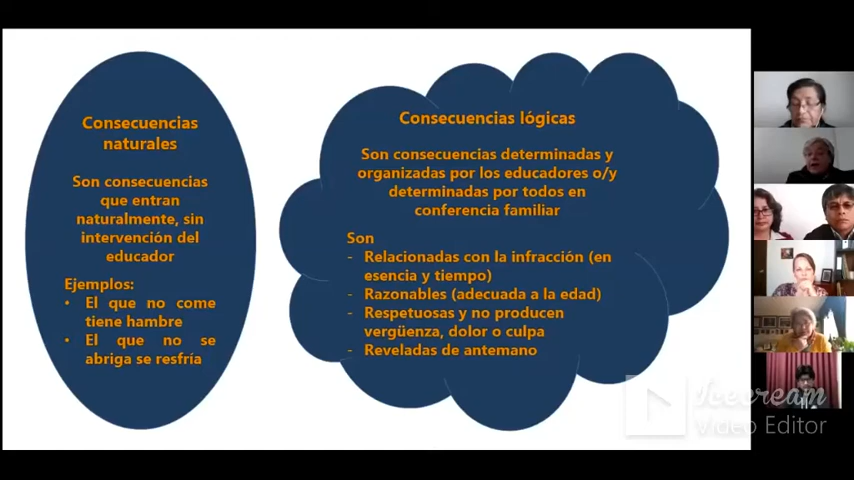 Consecuencias
naturales
Son consecuencias
que entran
naturalmente, sin
intervención del
educador
Ejemplos:
• El que no come
tiene hambre
• El que no se
abriga se resfría
Consecuencias lógicas
Son consecuencias determinadas y
organizadas por los educadores o/y
determinadas por todos en
conferencia familiar
Son
- Relacionadas con la infracción (en
esencia y tiempo)
- Razonables (adecuada a la edad)
- Respetuosas y no producen
vergüenza, dolor o culpa
- Reveladas de antemano
Icecream
Video Editor